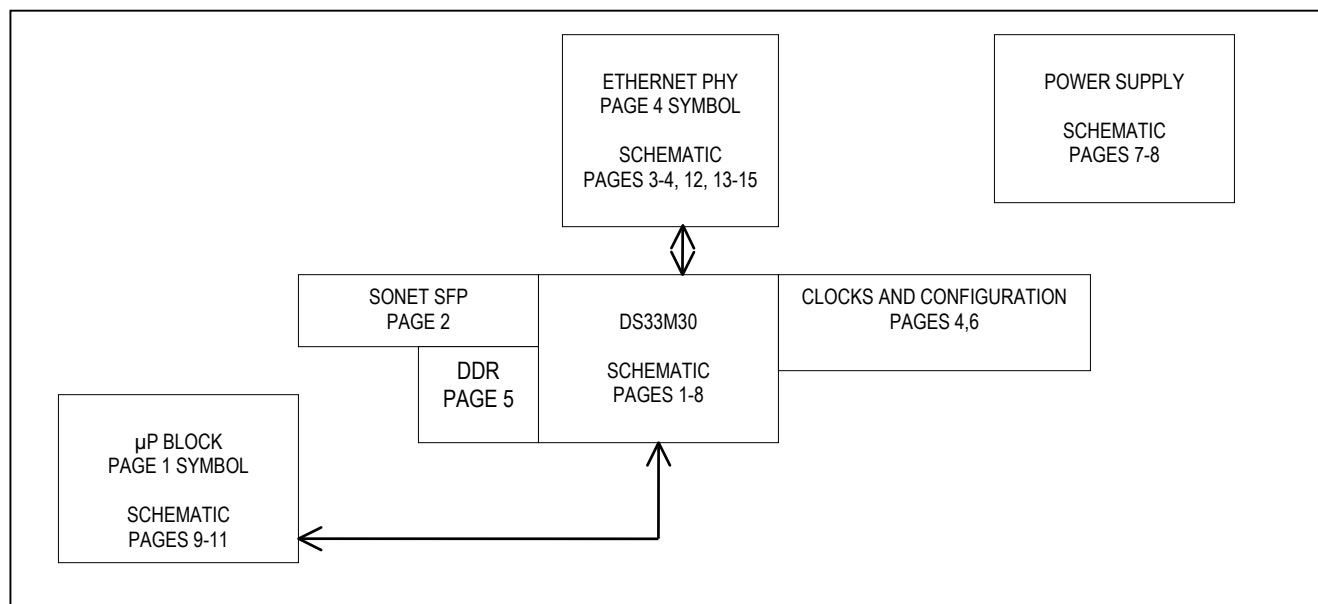 ETHERNET PHY
PAGE 4 SYMBOL
SCHEMATIC
PAGES 3-4, 12, 13-15
POWER SUPPLY
SCHEMATIC
PAGES 7-8
SONET SFP
PAGE 2
DS33M30
SCHEMATIC
PAGES 1-8
CLOCKS AND CONFIGURATION
PAGES 4,6
DDR
PAGE 5
µP BLOCK
PAGE 1 SYMBOL
SCHEMATIC
PAGES 9-11